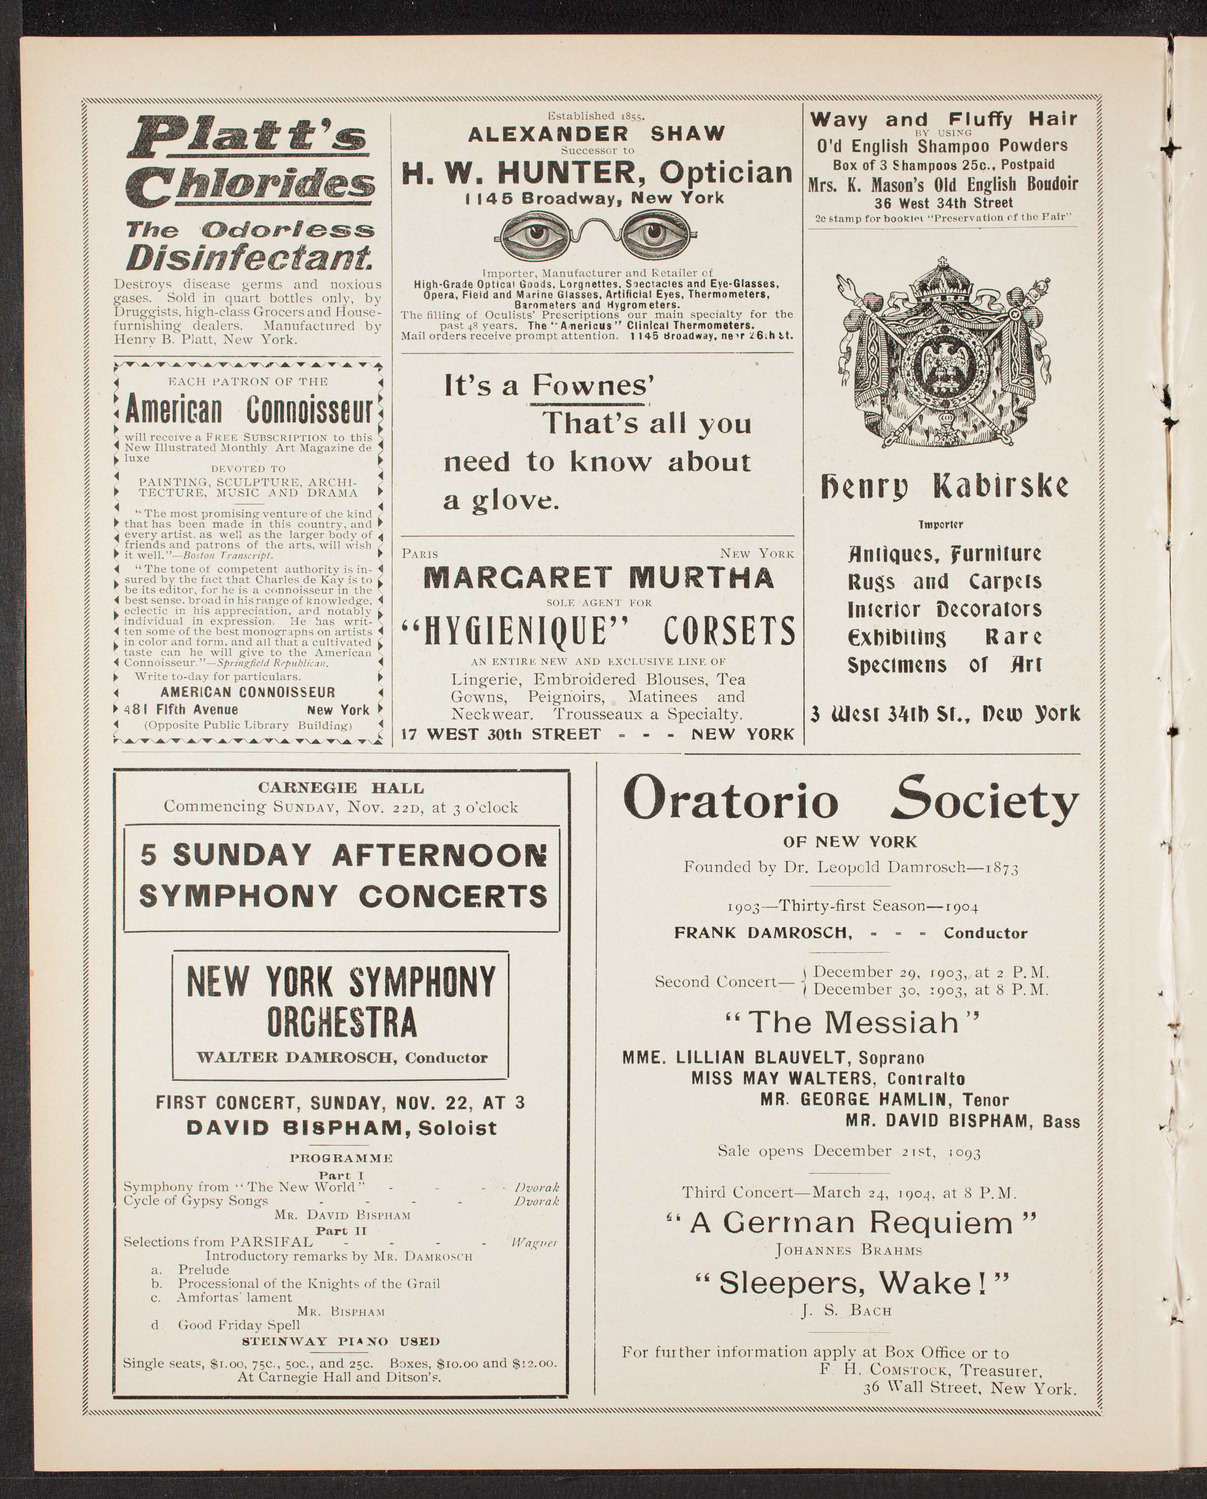 Platt's
Chlorides
The Odorless
Disinfectant.
Destroys disease germs and noxious
gases. Sold in quart bottles only, by
Druggists, high-class Grocers and House-
furnishing dealers. Manufactured by
Henry B. Platt, New York.
EACH PATRON OF THE
American Connoisseur
will receive a FREE SUBSCRIPTION to this
New Illustrated Monthly Art Magazine de
luxe
DEVOTED TO
PAINTING, SCULPTURE, ARCHI-
TECTURE, MUSIC AND DRAMA
"The most promising venture of the kind
that has been made in this country, and
every artist, as well as the larger body of
friends and patrons of the arts, will wish
it well."—Boston Transcript.
"The tone of competent authority is in-
sured by the fact that Charles de Kay is to
be its editor, for he is a connoisseur in the
best sense, broad in his range of knowledge,
eclectic in his appreciation, and notably
individual in expression. He has writ-
ten some of the best monographs on artists
in color and form, and all that a cultivated
taste can he will give to the American
Connoisseur."—Springfield Republican.
Write to-day for particulars.
AMERICAN CONNOISSEUR
481 Fifth Avenue New York
(Opposite Public Library Building)
Established 1855.
ALEXANDER SHAW
Successor to
H. W. HUNTER, Optician
1145 Broadway, New York
Importer, Manufacturer and Retailer of
High-Grade Optical Goods, Lorgnettes, Spectacles and Eye-Glasses,
Opera, Field and Marine Glasses, Artificial Eyes, Thermometers,
Barometers and Hygrometers.
The filling of Oculists' Prescriptions our main specialty for the
past 48 years. The "Americus" Clinical Thermometers.
Mail orders receive prompt attention. 1145 Broadway, near 26th St.
It's a Fownes'
That's all you
need to know about
a glove.
PARIS NEW YORK
MARGARET MURTHA
SOLE AGENT FOR
"HYGIENIQUE" CORSETS
AN ENTIRE NEW AND EXCLUSIVE LINE OF
Lingerie, Embroidered Blouses, Tea
Gowns, Peignoirs, Matinees and
Neckwear. Trousseaux a Specialty.
17 WEST 30th STREET - - - NEW YORK
Wavy and Fluffy Hair
BY USING
O'd English Shampoo Powders
Box of 3 Shampoos 25c., Postpaid
Mrs. K. Mason's Old English Boudoir
36 West 34th Street
2c stamp for booklet "Preservation of the Hair"
Henry Kabirske
Importer
Antiques, Furniture
Rugs and Carpets
Interior Decorators
Exhibiting Rare
Specimens of Art
3 West 34th St., New York
CARNEGIE HALL
Commencing SUNDAY, NOV. 22D, at 3 o'clock
5 SUNDAY AFTERNOON
SYMPHONY CONCERTS
NEW YORK SYMPHONY
ORCHESTRA
WALTER DAMROSCH, Conductor
FIRST CONCERT, SUNDAY, NOV. 22, AT 3
DAVID BISPHAM, Soloist
PROGRAMME
Part I
Symphony from "The New World" - - - - Dvorak
Cycle of Gypsy Songs - - - - Dvorak
MR. DAVID BISPHAM
Part II
Selections from PARSIFAL - - - - Wagner
Introductory remarks by MR. DAMROSCH
a. Prelude
b. Processional of the Knights of the Grail
c. Amfortas' lament
MR. BISPHAM
d Good Friday Spell
STEINWAY PIANO USED
Single seats, $1.00, 75c., 50c., and 25c. Boxes, $10.00 and $12.00.
At Carnegie Hall and Ditson's.
Oratorio Society
OF NEW YORK
Founded by Dr. Leopold Damrosch—1873
1903—Thirty-first Season—1904
FRANK DAMROSCH, - - - Conductor
Second Concert— December 29, 1903, at 2 P.M.
December 30, 1903, at 8 P.M.
"The Messiah"
MME. LILLIAN BLAUVELT, Soprano
MISS MAY WALTERS, Contralto
MR. GEORGE HAMLIN, Tenor
MR. DAVID BISPHAM, Bass
Sale opens December 21st, 1093
Third Concert—March 24, 1904, at 8 P.M.
"A German Requiem"
JOHANNES BRAHMS
"Sleepers, Wake!"
J. S. BACH
For further information apply at Box Office or to
F. H. COMSTOCK, Treasurer,
36 Wall Street, New York.